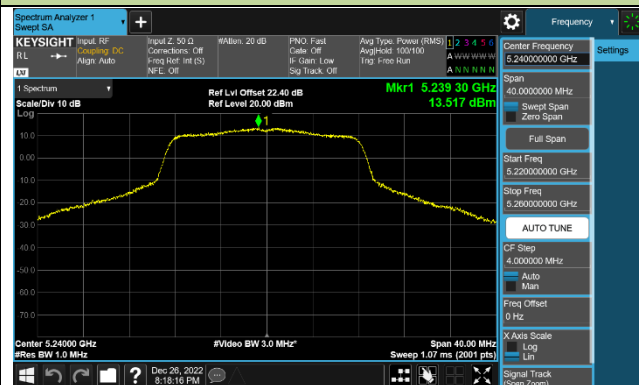 Spectrum Analyzer 1
Swept SA
Frequency
KEYSIGHT
RL
LXI
Input: RF
Coupling: DC
Align: Auto
Input Z: 50 Ω
Corrections: Off
Freq Ref: Int (S)
NFE: Off
#Atten: 20 dB
PNO: Fast
Gate: Off
IF Gain: Low
Sig Track: Off
Avg Type: Power (RMS)
Avg|Hold: 100/100
Trig: Free Run
1 2 3 4 5 6
A W W W W W
A N N N N N
1 Spectrum
Scale/Div 10 dB
Log
Ref Lvl Offset 22.40 dB
Ref Level 20.00 dBm
Mkr1 5.239 30 GHz
13.517 dBm
1
10.0
0.00
-10.0
-20.0
-30.0
-40.0
-50.0
-60.0
-70.0
Center 5.24000 GHz
#Res BW 1.0 MHz
#Video BW 3.0 MHz*
Span 40.00 MHz
Sweep 1.07 ms (2001 pts)
Dec 26, 2022
8:18:16 PM
Center Frequency
5.240000000 GHz
Span
40.0000000 MHz
Swept Span
Zero Span
Full Span
Start Freq
5.220000000 GHz
Stop Freq
5.260000000 GHz
AUTO TUNE
CF Step
4.000000 MHz
Auto
Man
Freq Offset
0 Hz
X Axis Scale
Log
Lin
Signal Track
(Span Zoom)
Settings